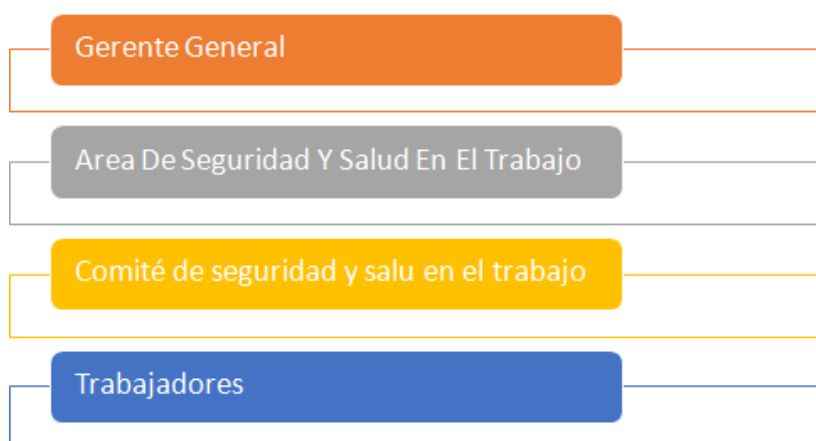 Gerente General
Area De Seguridad Y Salud En El Trabajo
Comité de seguridad y salu en el trabajo
Trabajadores